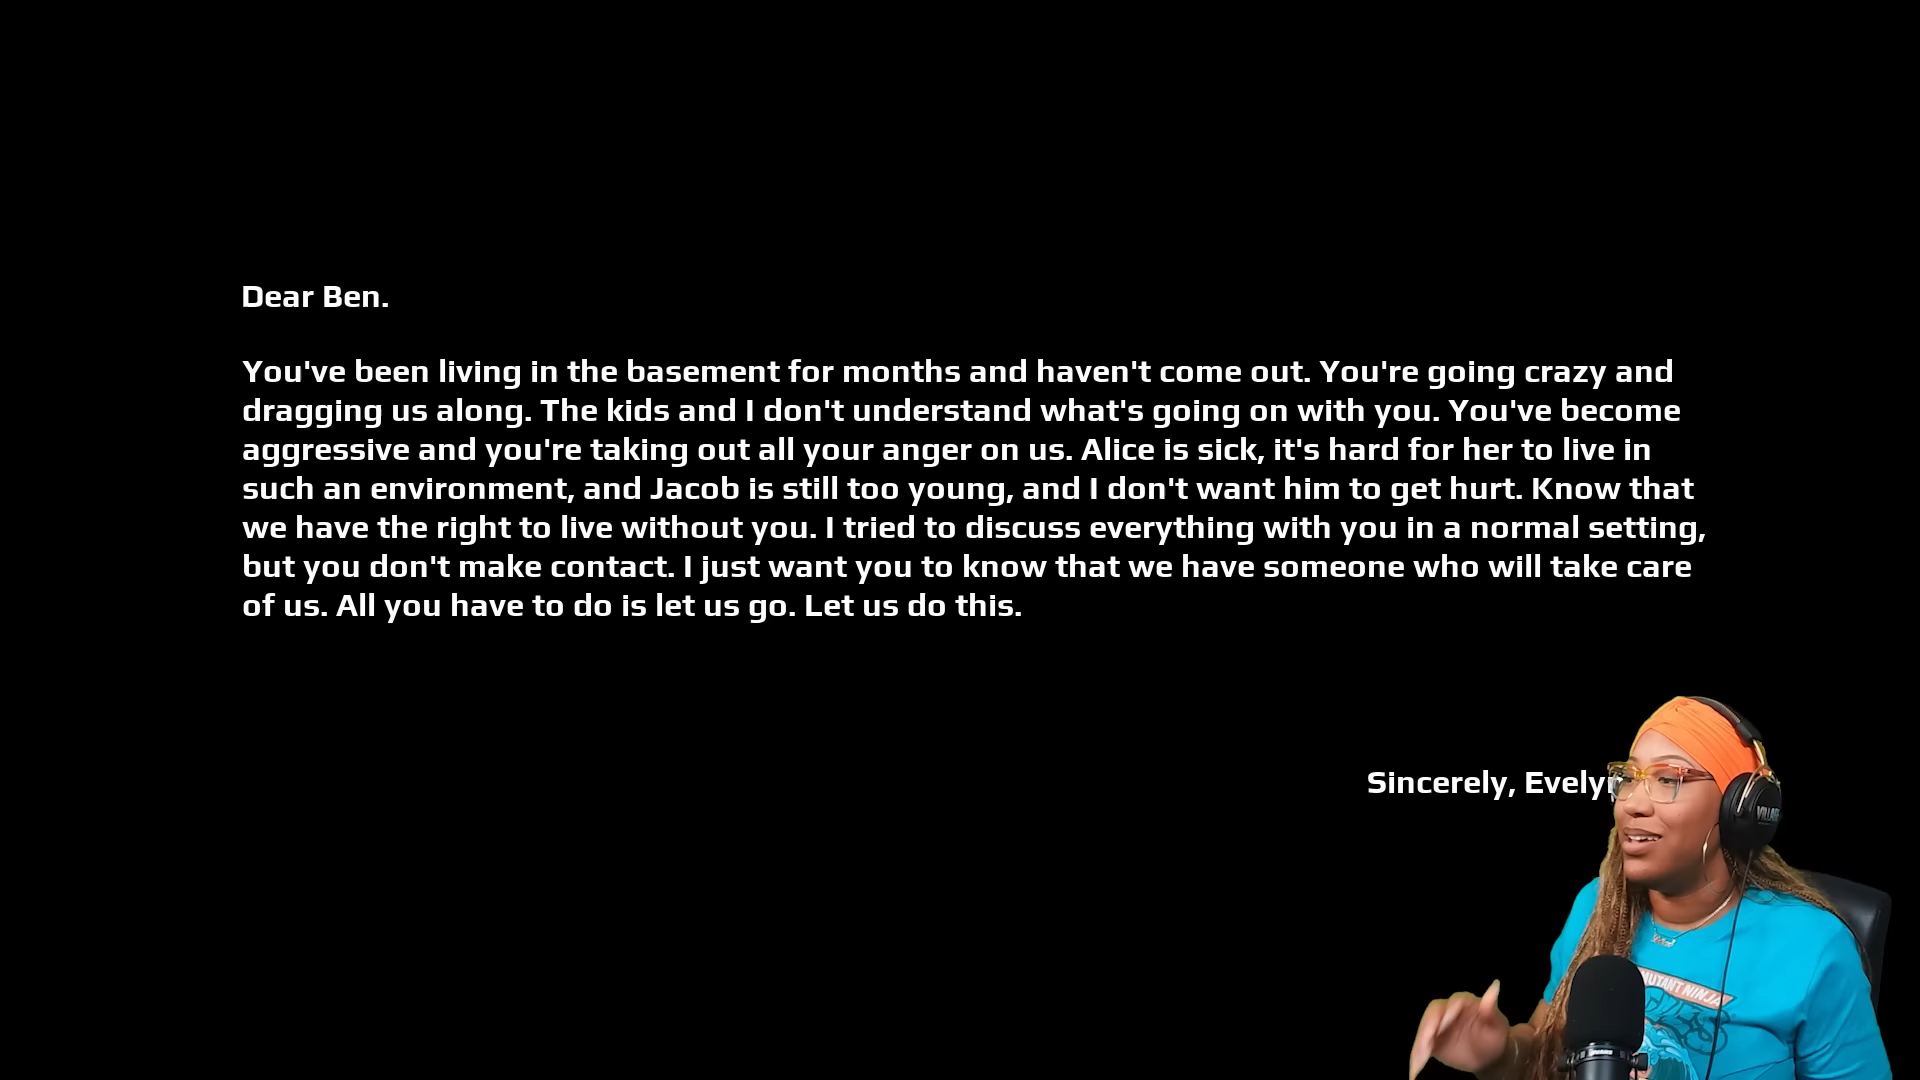 Dear Ben.
You've been living in the basement for months and haven't come out. You're going crazy and
dragging us along. The kids and I don't understand what's going on with you. You've become
aggressive and you're taking out all your anger on us. Alice is sick, it's hard for her to live in
such an environment, and Jacob is still too young, and I don't want him to get hurt. Know that
we have the right to live without you. I tried to discuss everything with you in a normal setting,
but you don't make contact. I just want you to know that we have someone who will take care
of us. All you have to do is let us go. Let us do this.
Sincerely, Evelyn
MUTANT NINJA